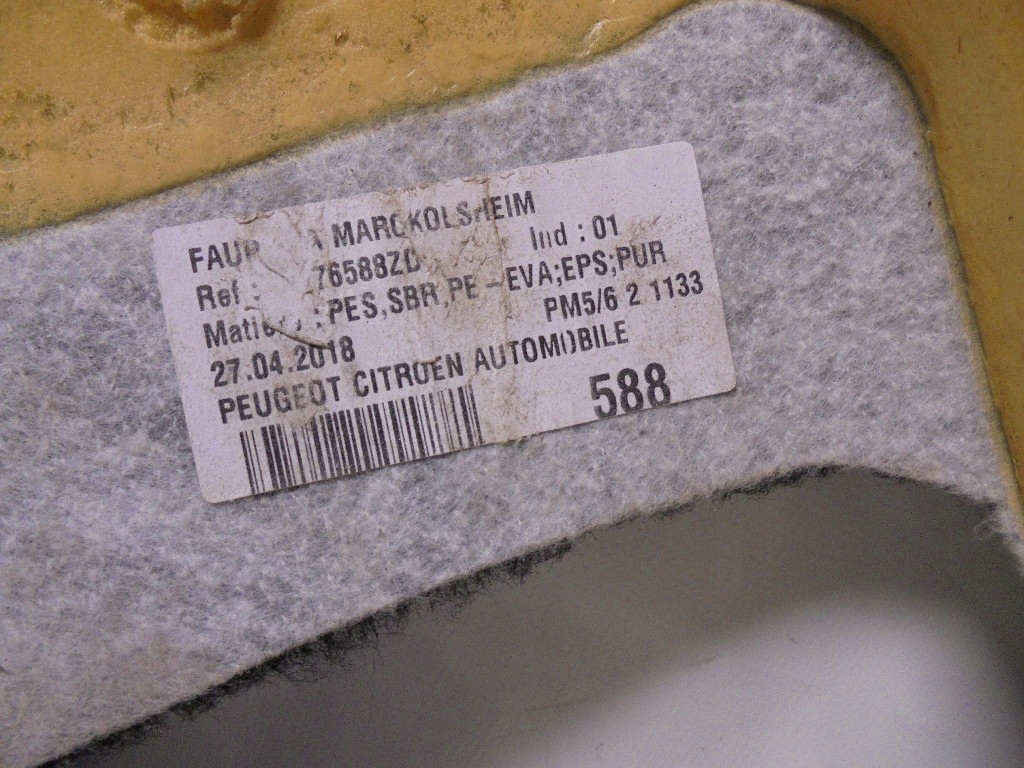 MARCKOLSHEIM
Ref : 76588ZD Ind : 01
: PES,SBR,PE - EVA;EPS;PUR
27.04.2018 PM5/6 2 1133
PEUGEOT CITROEN AUTOMOBILE
588